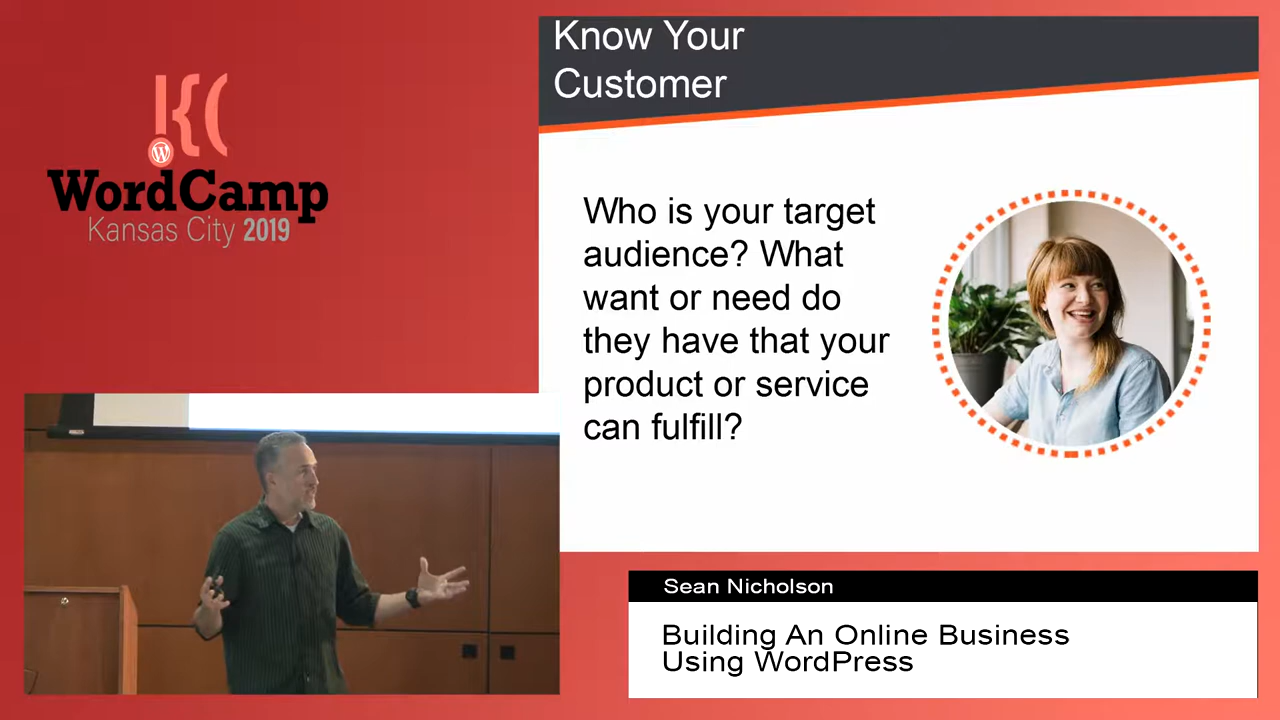 KC
WordCamp
Kansas City 2019
Know Your
Customer
Who is your target
audience? What
want or need do
they have that your
product or service
can fulfill?
Sean Nicholson
Building An Online Business
Using WordPress